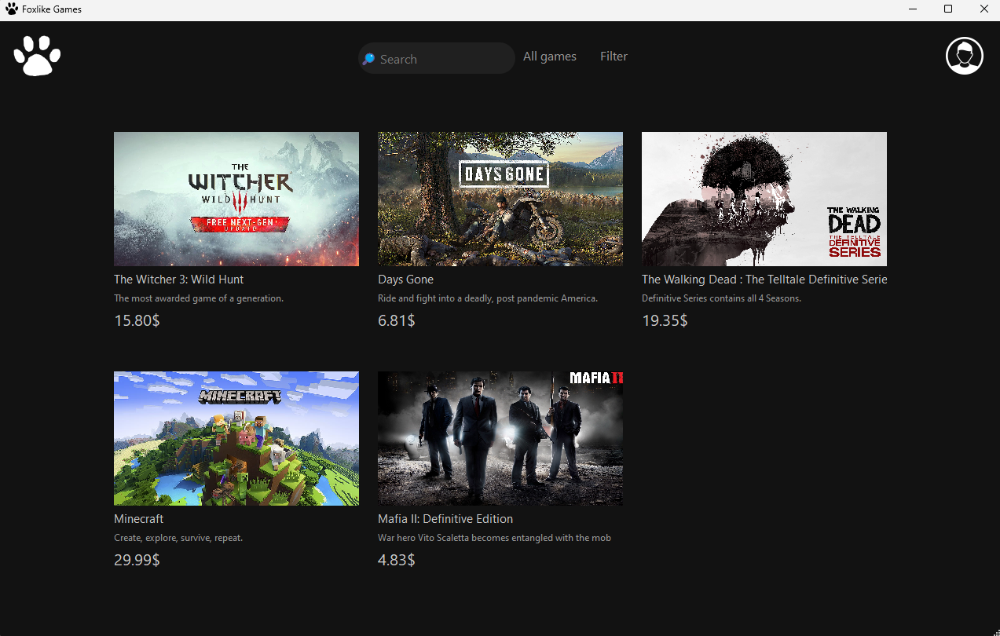 Foxlike Games
Search
All games
Filter
THE
WITCHER
WILD HUNT
FREE NEXT-GEN
UPDATE
DAYS GONE
THE WALKING
DEAD
THE TELLTALE
DEFINITIVE
SERIES
The Witcher 3: Wild Hunt
The most awarded game of a generation.
15.80$
Days Gone
Ride and fight into a deadly, post pandemic America.
6.81$
The Walking Dead : The Telltale Definitive Serie
Definitive Series contains all 4 Seasons.
19.35$
MINECRAFT
MAFIA II
Minecraft
Create, explore, survive, repeat.
29.99$
Mafia II: Definitive Edition
War hero Vito Scaletta becomes entangled with the mob
4.83$